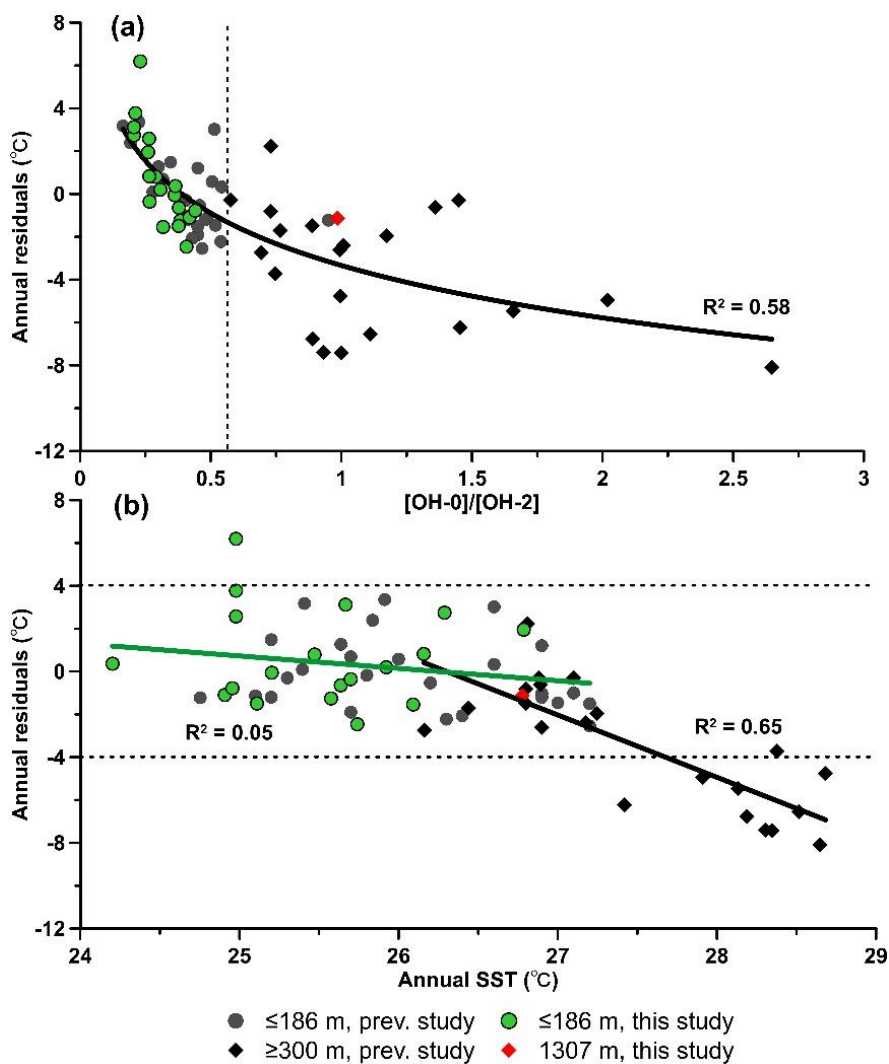 (a)
8
4
0
-4
-8
-12
Annual residuals (℃)
R² = 0.58
0 0.5 1 1.5 2 2.5 3
[OH-0]/[OH-2]
(b)
8
4
0
-4
-8
-12
Annual residuals (℃)
R² = 0.05
R² = 0.65
24 25 26 27 28 29
Annual SST (℃)
≤186 m, prev. study ≤186 m, this study
≥300 m, prev. study 1307 m, this study